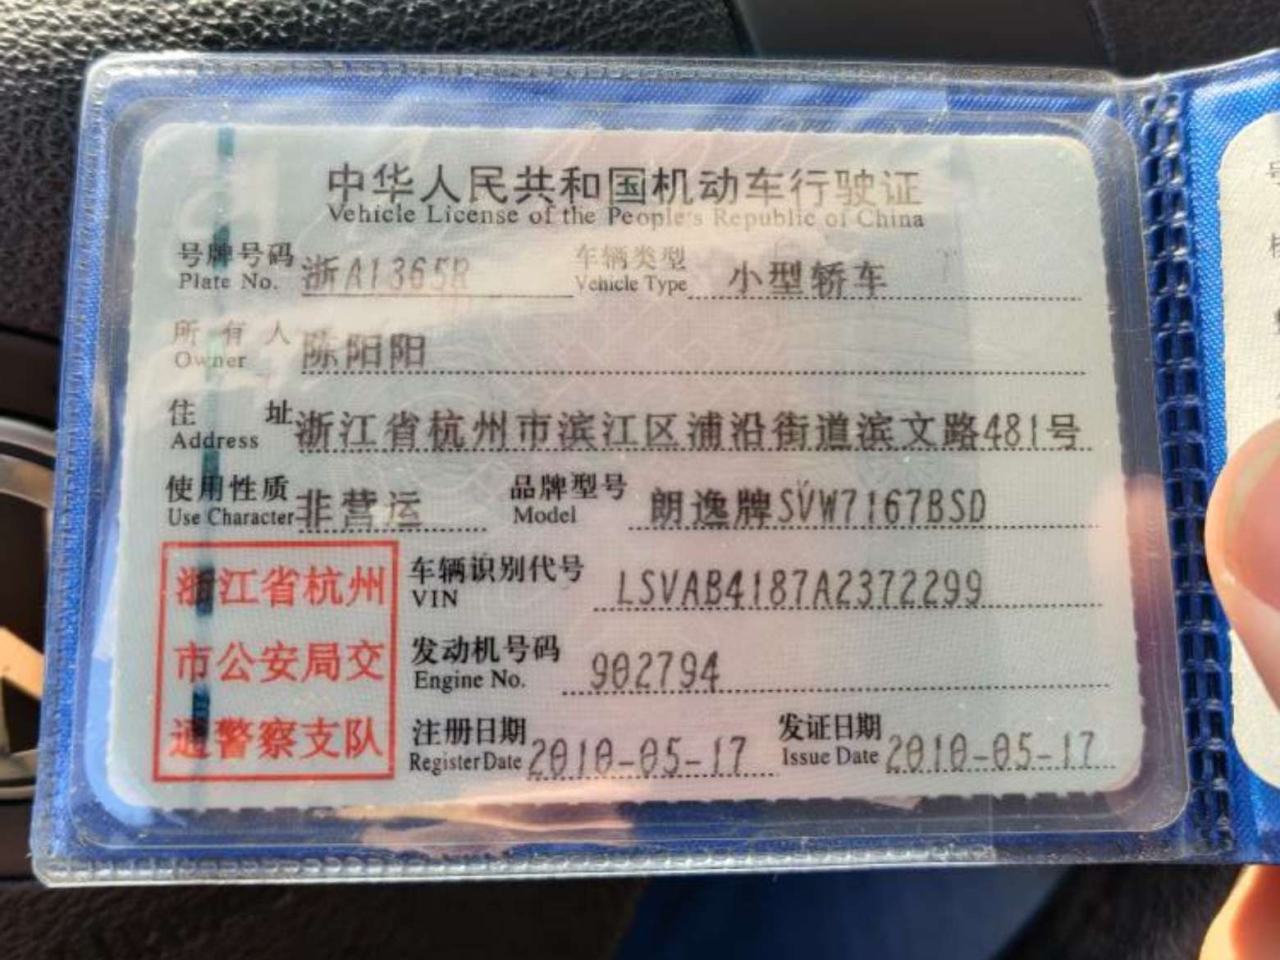 中华人民共和国机动车行驶证
Vehicle License of the People's Republic of China
号牌号码 浙A1365R 车辆类型 小型轿车
Plate No. Vehicle Type
所有人 陈阳阳
Owner
住址 浙江省杭州市滨江区浦沿街道滨文路481号
Address
使用性质 非营运 品牌型号 朗逸牌SVW7167BSD
Use Character Model
浙江省杭州
市公安局交
通警察支队
车辆识别代号 LSVAB4187A2372299
VIN
发动机号码 902794
Engine No.
注册日期 2010-05-17 发证日期 2010-05-17
Register Date Issue Date
号